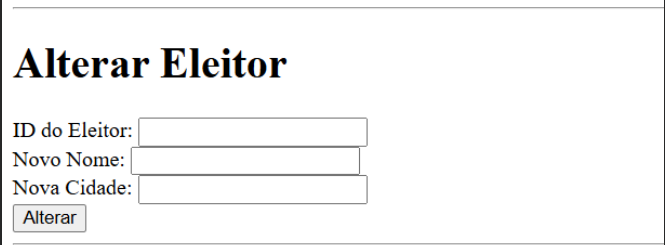 Alterar Eleitor
ID do Eleitor:
Novo Nome:
Nova Cidade:
Alterar